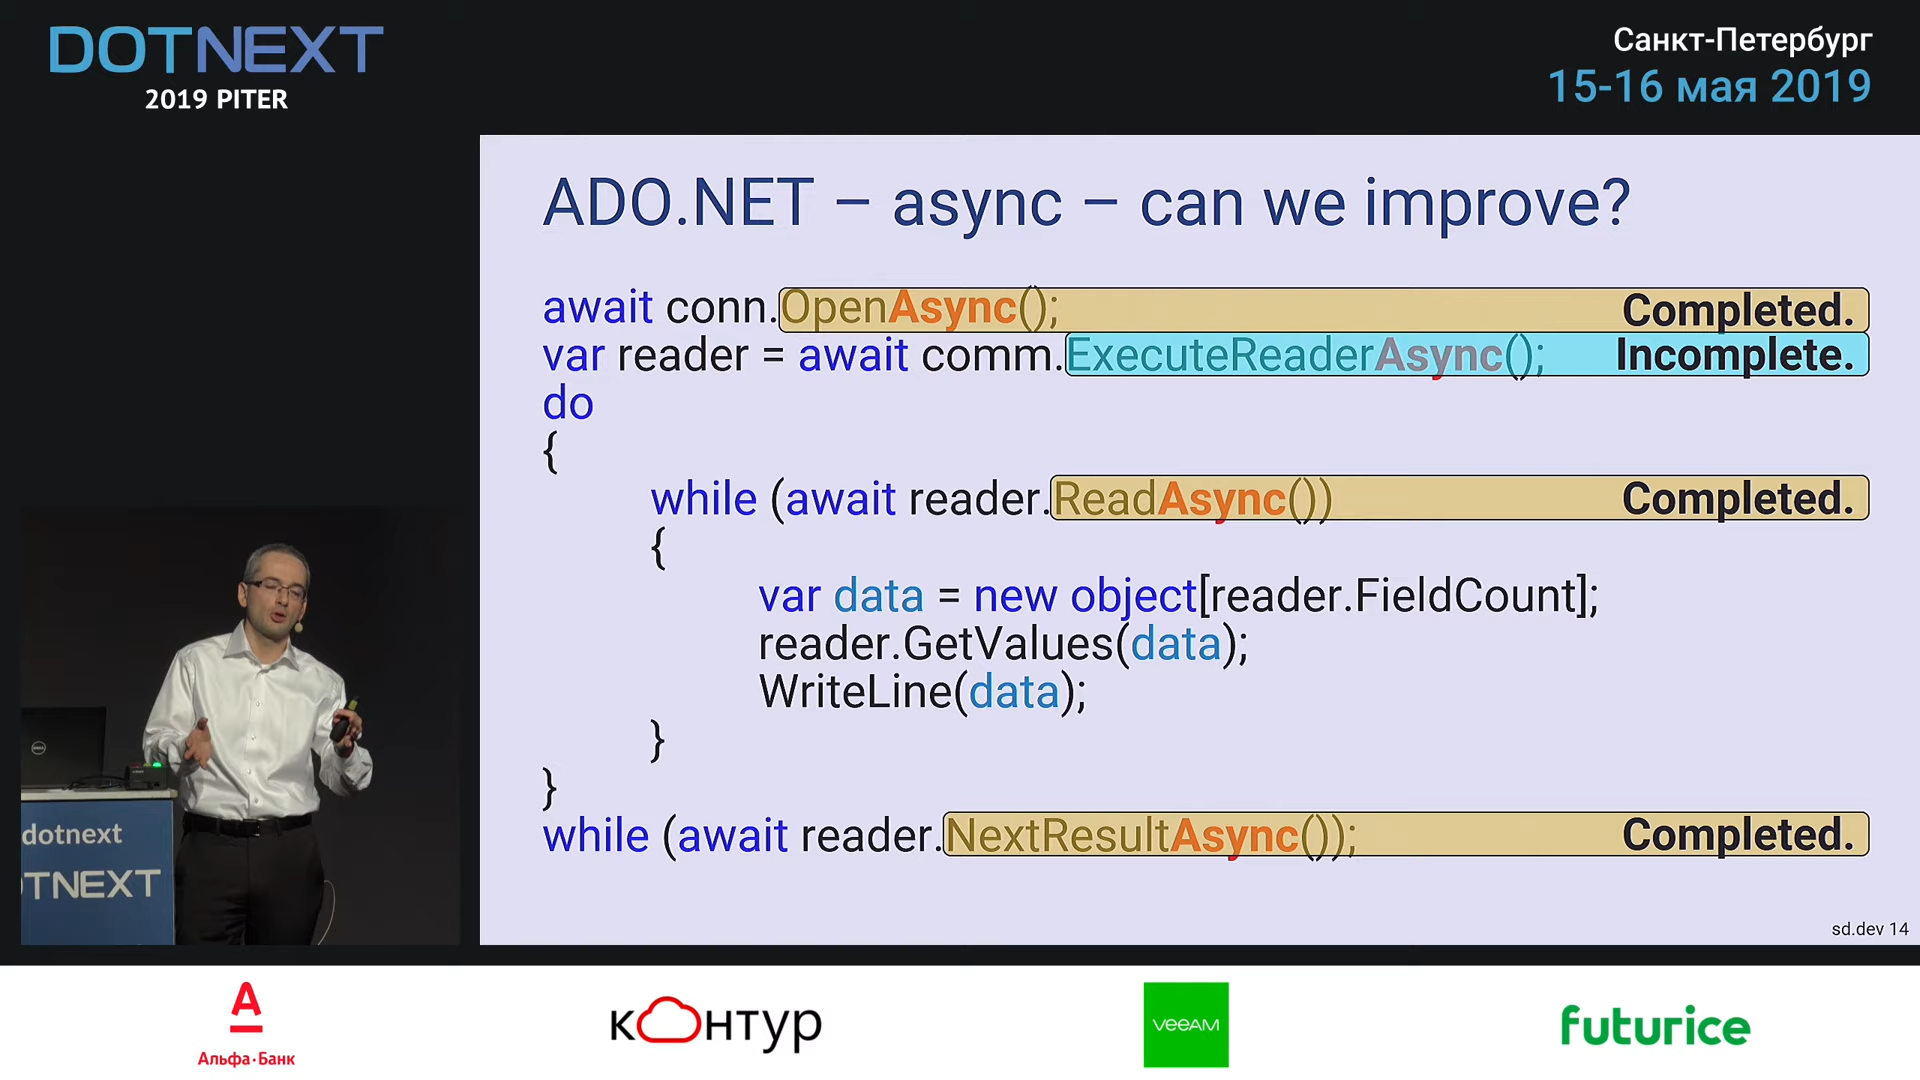 DOTNEXT
2019 PITER
Санкт-Петербург
15-16 мая 2019
ADO.NET – async – can we improve?
await conn.OpenAsync(); Completed.
var reader = await comm.ExecuteReaderAsync(); Incomplete.
do
{
while (await reader.ReadAsync()) Completed.
{
var data = new object[reader.FieldCount];
reader.GetValues(data);
WriteLine(data);
}
}
while (await reader.NextResultAsync()); Completed.
sd.dev 14
DELL
dotnext
OTNEXT
А
Альфа·Банк
контур
veeAM
futurice